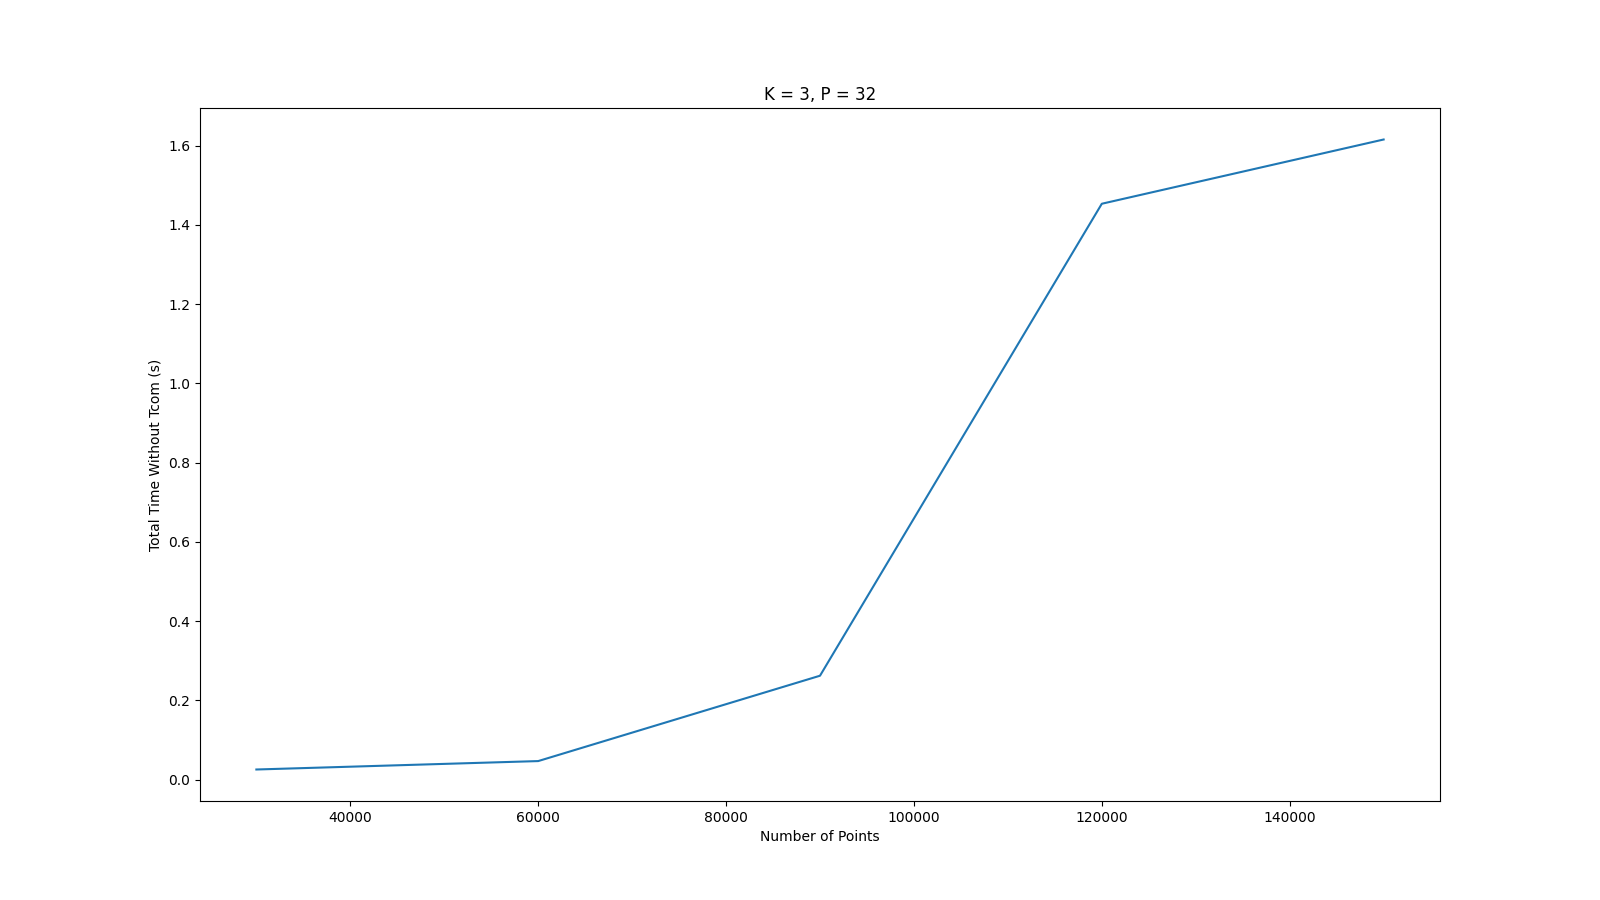 K = 3, P = 32
1.6
1.4
1.2
1.0
0.8
0.6
0.4
0.2
0.0
Total Time Without Tcom (s)
40000 60000 80000 100000 120000 140000
Number of Points